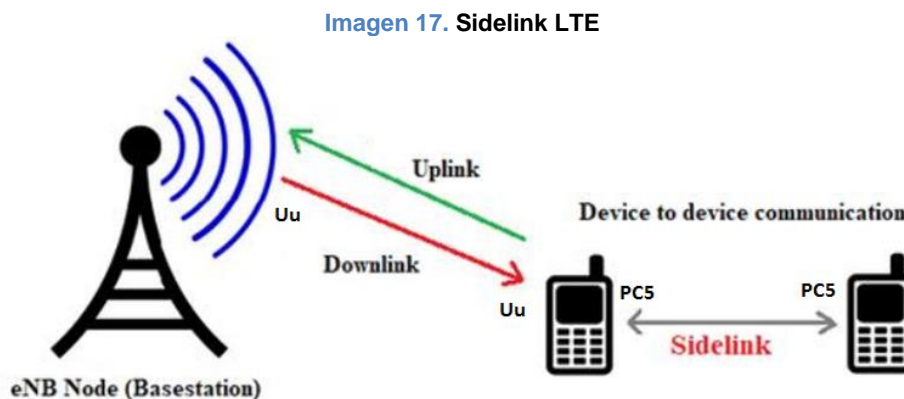 Imagen 17. Sidelink LTE
Uplink
Uu
Device to device communication
Downlink
Uu
PC5
PC5
Sidelink
eNB Node (Basestation)